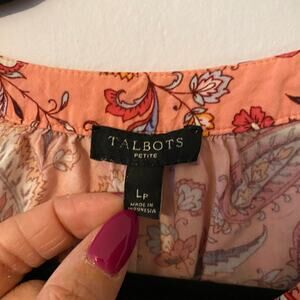 TALBOTS
PETITE
LP
MADE IN
INDONESIA